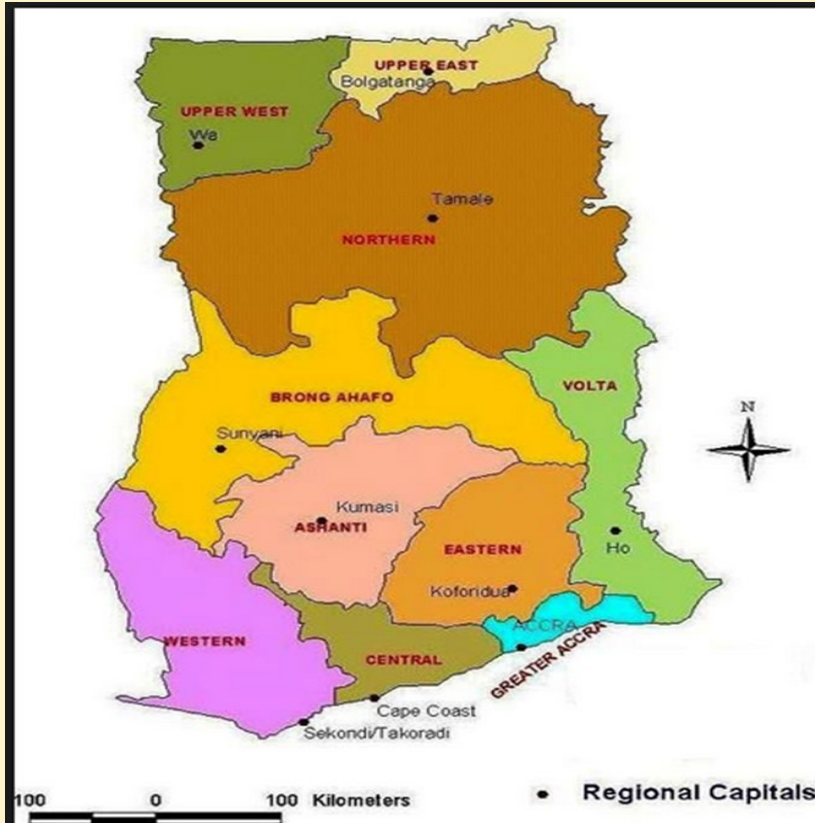 UPPER EAST
Bolgatanga
UPPER WEST
Wa
Tamale
NORTHERN
VOLTA
BRONG AHAFO
N
Sunyani
Kumasi
ASHANTI
EASTERN
Ho
Koforidua
ACCRA
WESTERN
CENTRAL
GREATER ACCRA
Cape Coast
Sekondi/Takoradi
100 0 100 Kilometers
Regional Capitals